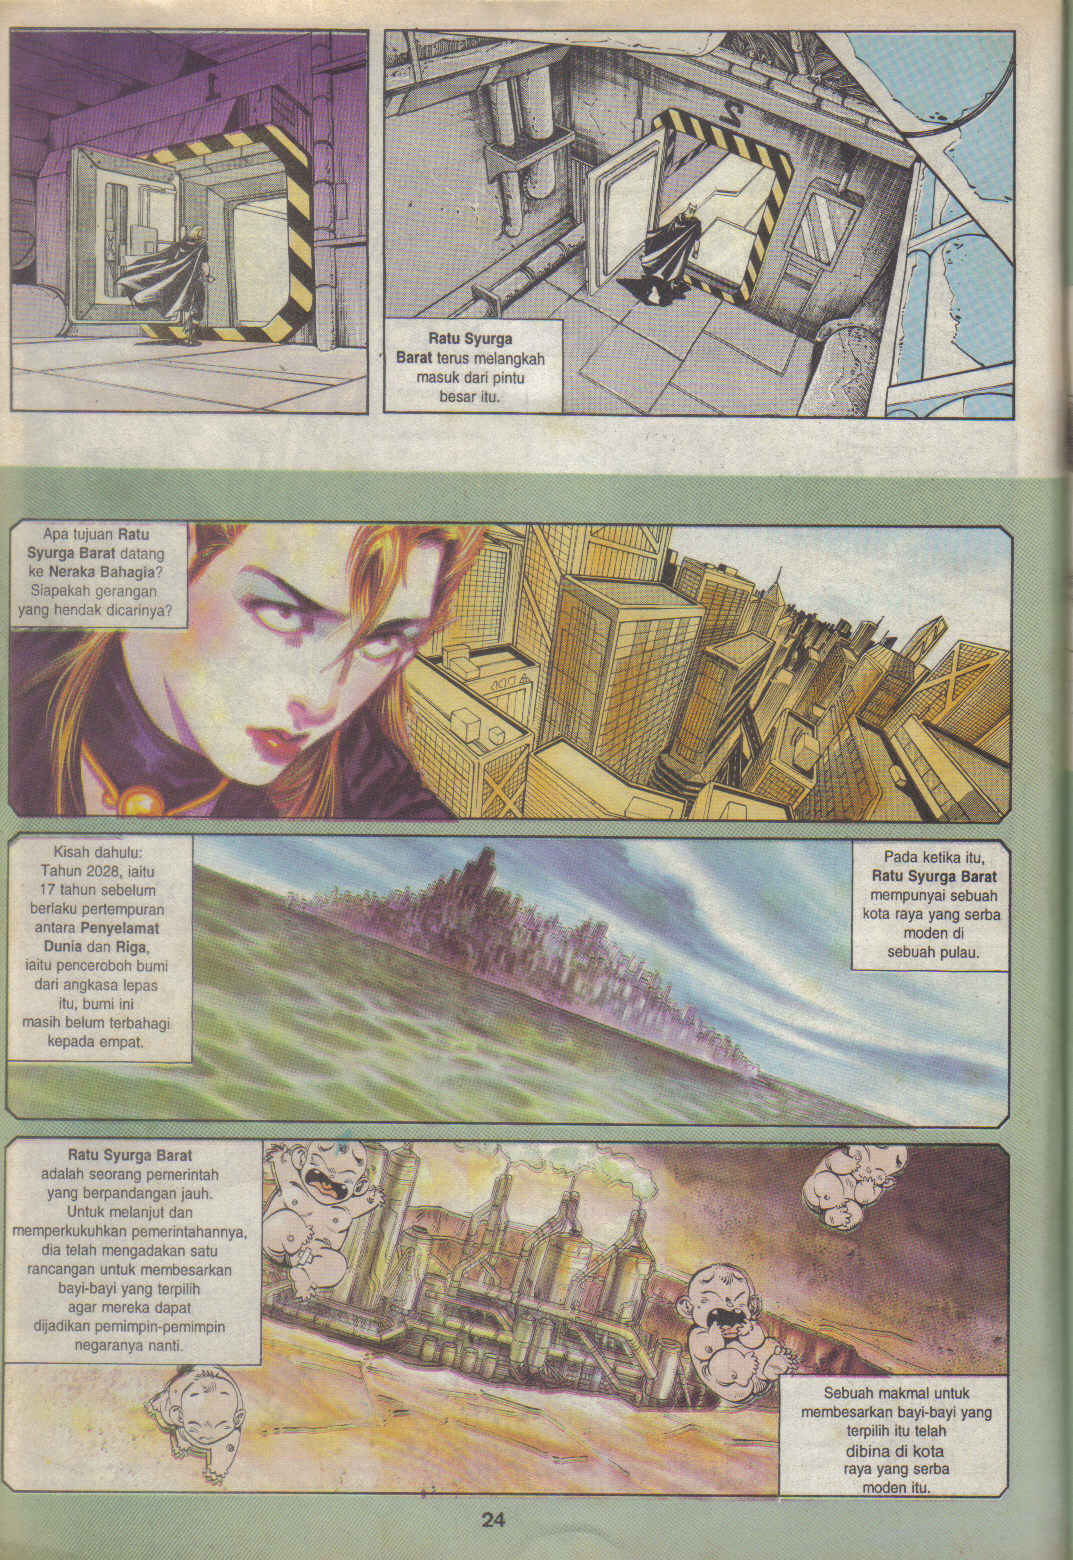 1
2
Ratu Syurga
Barat terus melangkah
masuk dari pintu
besar itu.
Apa tujuan Ratu
Syurga Barat datang
ke Neraka Bahagia?
Siapakah gerangan
yang hendak dicarinya?
Kisah dahulu:
Tahun 2028, iaitu
17 tahun sebelum
berlaku pertempuran
antara Penyelamat
Dunia dan Riga,
iaitu penceroboh bumi
dari angkasa lepas
itu, bumi ini
masih belum terbahagi
kepada empat.
Pada ketika itu,
Ratu Syurga Barat
mempunyai sebuah
kota raya yang serba
moden di
sebuah pulau.
Ratu Syurga Barat
adalah seorang pemerintah
yang berpandangan jauh.
Untuk melanjut dan
memperkukuhkan pemerintahannya,
dia telah mengadakan satu
rancangan untuk membesarkan
bayi-bayi yang terpilih
agar mereka dapat
dijadikan pemimpin-pemimpin
negaranya nanti.
Sebuah makmal untuk
membesarkan bayi-bayi yang
terpilih itu telah
dibina di kota
raya yang serba
moden itu.
24